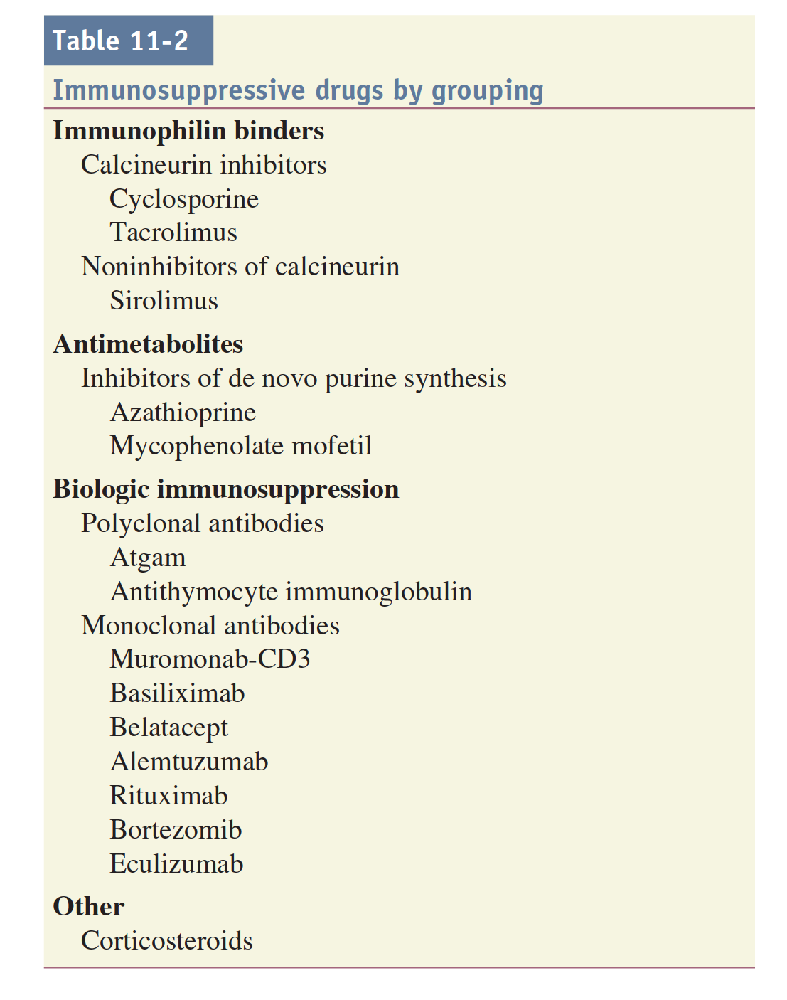 Table 11-2
Immunosuppressive drugs by grouping
Immunophilin binders
Calcineurin inhibitors
Cyclosporine
Tacrolimus
Noninhibitors of calcineurin
Sirolimus
Antimetabolites
Inhibitors of de novo purine synthesis
Azathioprine
Mycophenolate mofetil
Biologic immunosuppression
Polyclonal antibodies
Atgam
Antithymocyte immunoglobulin
Monoclonal antibodies
Muromonab-CD3
Basiliximab
Belatacept
Alemtuzumab
Rituximab
Bortezomib
Eculizumab
Other
Corticosteroids